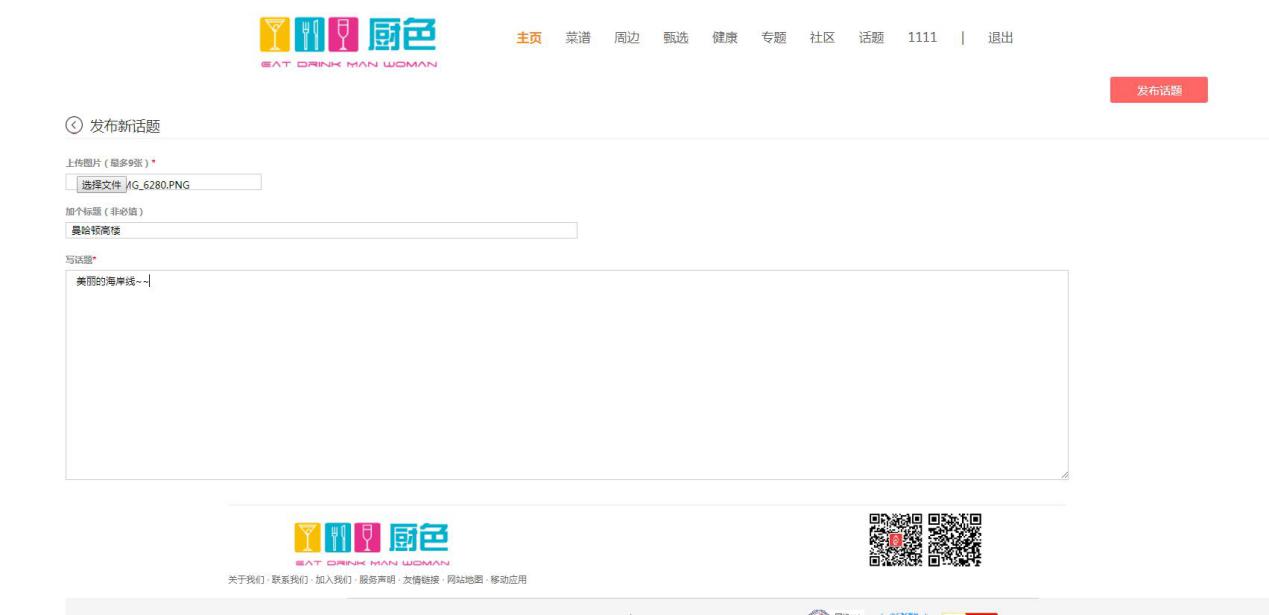 厨色
EAT DRINK MAN WOMAN
主页 菜谱 周边 甄选 健康 专题 社区 话题 1111 | 退出
发布话题
发布新话题
上传图片（最多9张）*
选择文件 MG_6280.PNG
加个标题（非必填）
曼哈顿高楼
写话题*
美丽的海岸线~~
厨色
EAT DRINK MAN WOMAN
关于我们 · 联系我们 · 加入我们 · 服务声明 · 友情链接 · 网站地图 · 移动应用